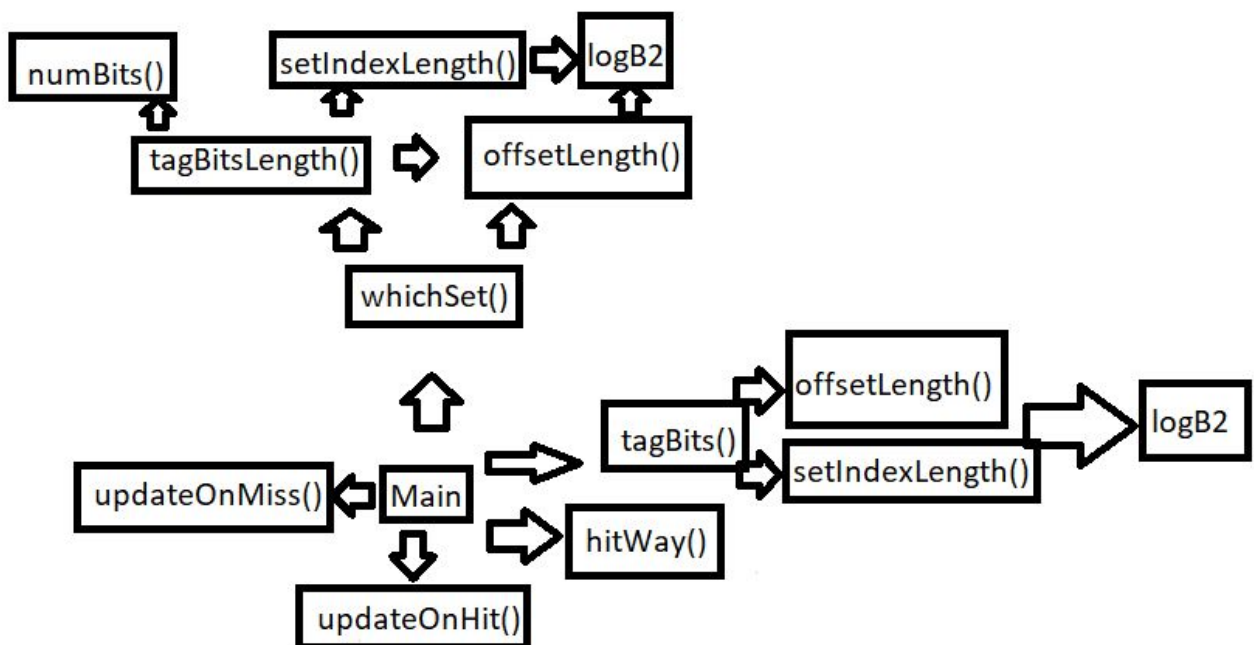 numBits()
setIndexLength()
logB2
tagBitsLength()
offsetLength()
whichSet()
offsetLength()
tagBits()
logB2
setIndexLength()
updateOnMiss()
Main
hitWay()
updateOnHit()